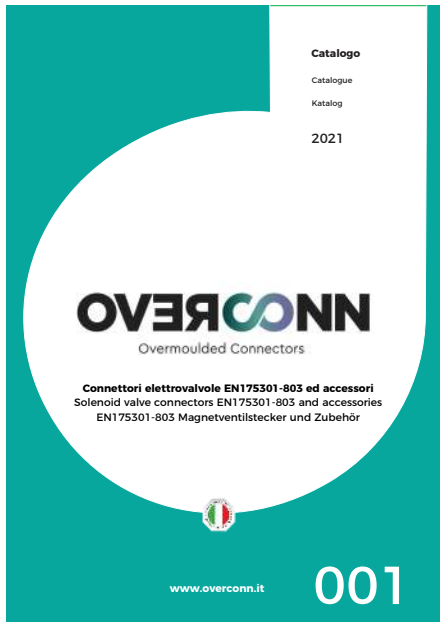 Catalogo
Catalogue
Katalog
2021
OVERCONN
Overmoulded Connectors
Connettori elettrovalvole EN175301-803 ed accessori
Solenoid valve connectors EN175301-803 and accessories
EN175301-803 Magnetventilstecker und Zubehör
www.overconn.it
001